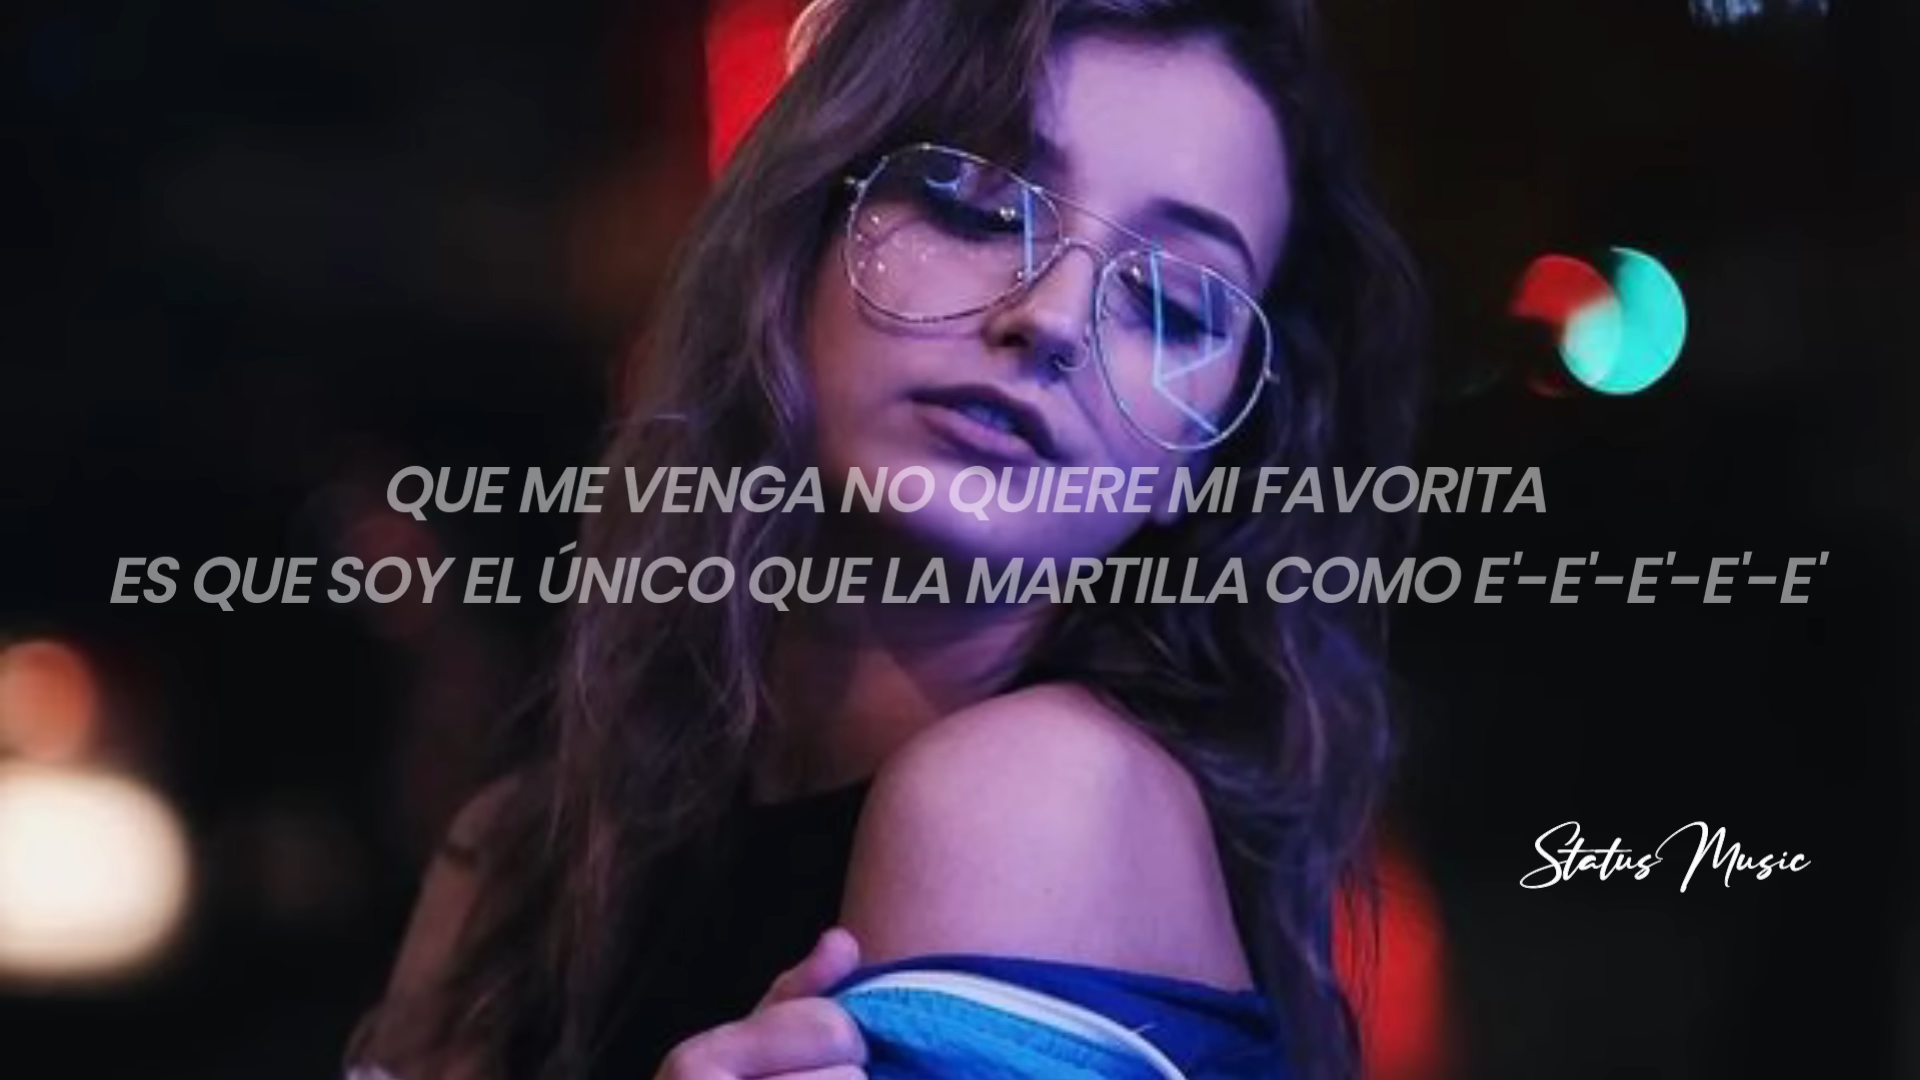 QUE ME VENGA NO QUIERE MI FAVORITA
ES QUE SOY EL ÚNICO QUE LA MARTILLA COMO E'-E'-E'-E'-E'
Status Music